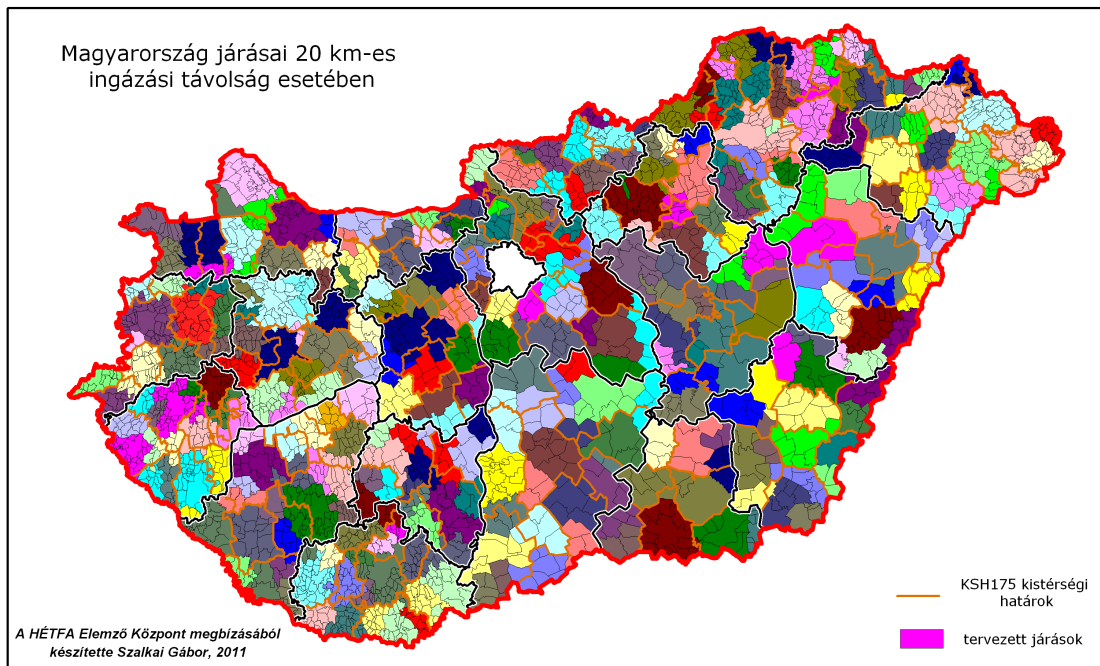 Magyarország járásai 20 km-es
ingázási távolság esetében
KSH175 kistérségi
határok
tervezett járások
A HÉTFA Elemző Központ megbízásából
készítette Szalkai Gábor, 2011